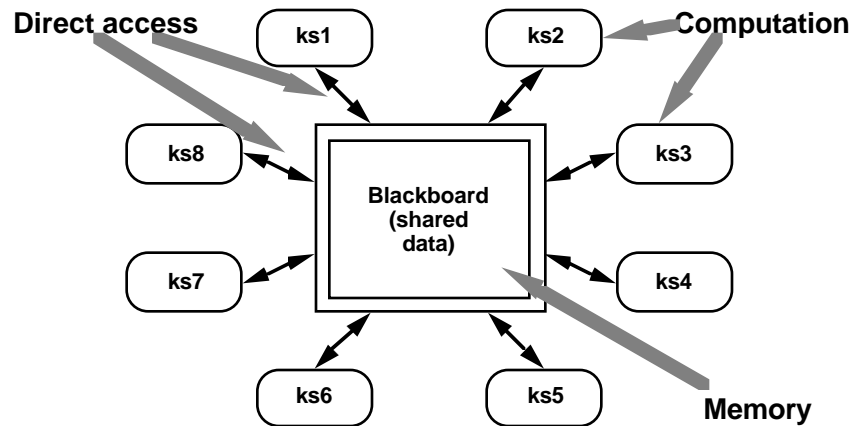 Direct access
ks1
ks2
Computation
ks8
ks3
Blackboard
(shared
data)
ks7
ks4
ks6
ks5
Memory